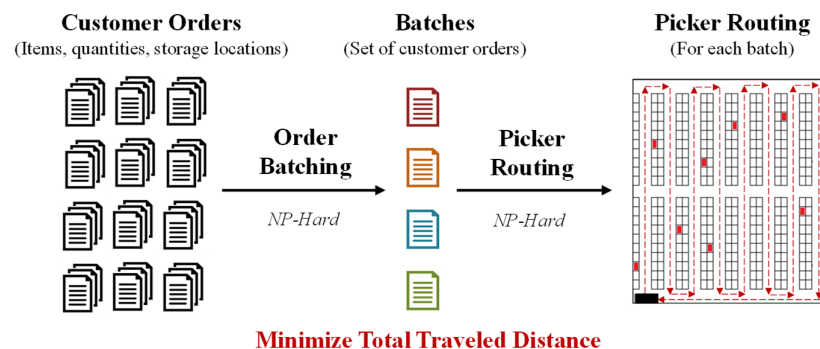 Customer Orders
(Items, quantities, storage locations)
Batches
(Set of customer orders)
Picker Routing
(For each batch)
Order
Batching
NP-Hard
Picker
Routing
NP-Hard
Minimize Total Traveled Distance